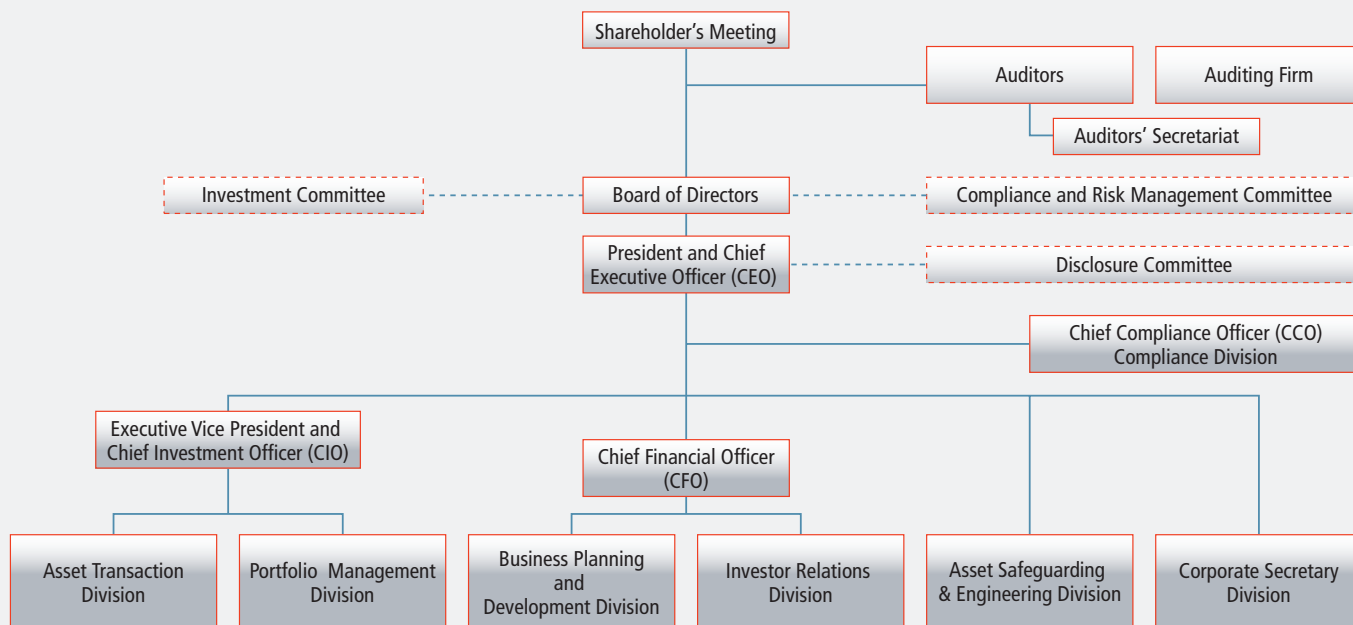 Shareholder's Meeting
Auditors
Auditing Firm
Auditors' Secretariat
Investment Committee
Board of Directors
Compliance and Risk Management Committee
President and Chief
Executive Officer (CEO)
Disclosure Committee
Chief Compliance Officer (CCO)
Compliance Division
Executive Vice President and
Chief Investment Officer (CIO)
Chief Financial Officer
(CFO)
Asset Transaction
Division
Portfolio Management
Division
Business Planning
and
Development Division
Investor Relations
Division
Asset Safeguarding
& Engineering Division
Corporate Secretary
Division